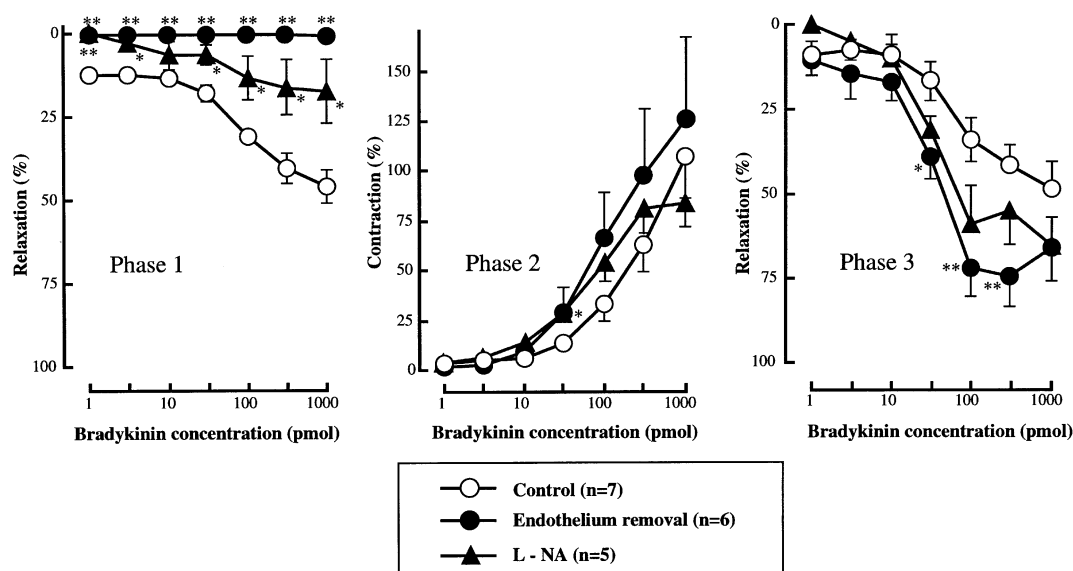 ** ** ** ** ** ** **
** * * * * *
0
25
50
75
100
Relaxation (%)
Phase 1
1 10 100 1000
Bradykinin concentration (pmol)
150
125
100
75
50
25
0
Contraction (%)
Phase 2
*
1 10 100 1000
Bradykinin concentration (pmol)
0
25
50
75
100
Relaxation (%)
Phase 3
*
** **
1 10 100 1000
Bradykinin concentration (pmol)
Control (n=7)
Endothelium removal (n=6)
L - NA (n=5)